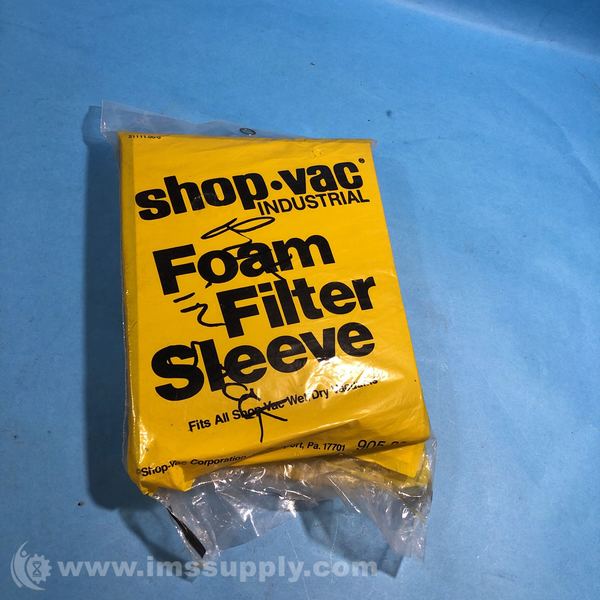 shop·vac®
INDUSTRIAL
Foam
Filter
Sleeve
Fits All Shop-Vac Wet/Dry Vacuums
©Shop-Vac Corporation Pa. 17701 905
www.imssupply.com